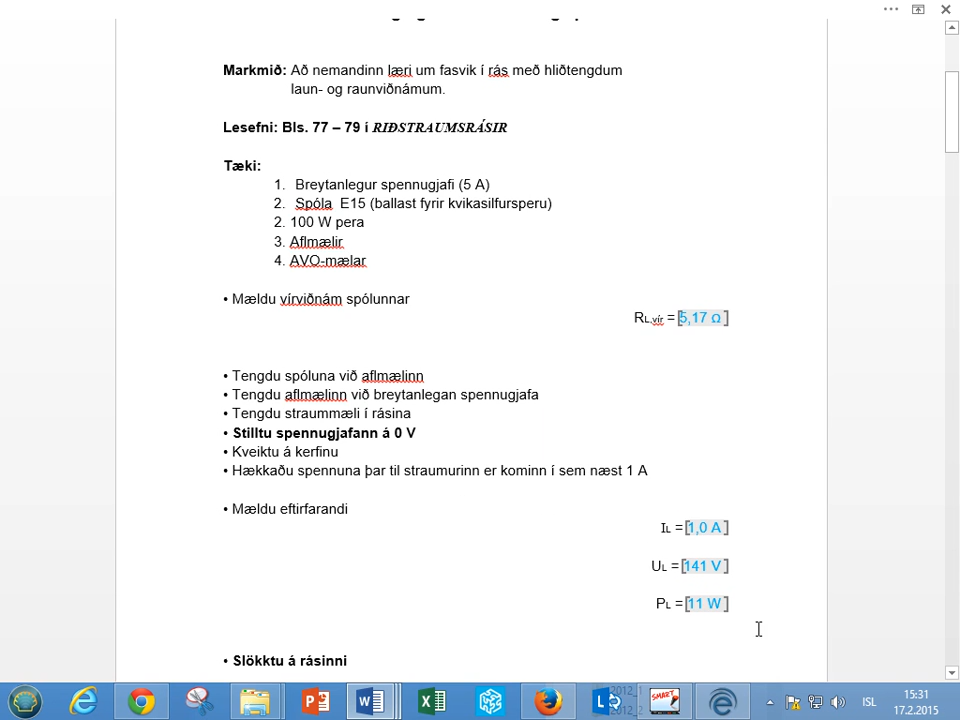 Markmið: Að nemandinn læri um fasvik í rás með hliðtengdum
laun- og raunviðnámum.
Lesefni: Bls. 77 – 79 í RIÐSTRAUMSRÁSIR
Tæki:
1. Breytanlegur spennugjafi (5 A)
2. Spóla E15 (ballast fyrir kvikasilfursperu)
2. 100 W pera
3. Aflmælir
4. AVO-mælar
• Mældu vírviðnám spólunnar
RL,vír = [5,17 Ω ]
• Tengdu spóluna við aflmælinn
• Tengdu aflmælinn við breytanlegan spennugjafa
• Tengdu straummæli í rásina
• Stilltu spennugjafann á 0 V
• Kveiktu á kerfinu
• Hækkaðu spennuna þar til straumurinn er kominn í sem næst 1 A
• Mældu eftirfarandi
IL = [1,0 A ]
UL = [141 V ]
PL = [11 W ]
• Slökktu á rásinni
ISL
15:31
17.2.2015